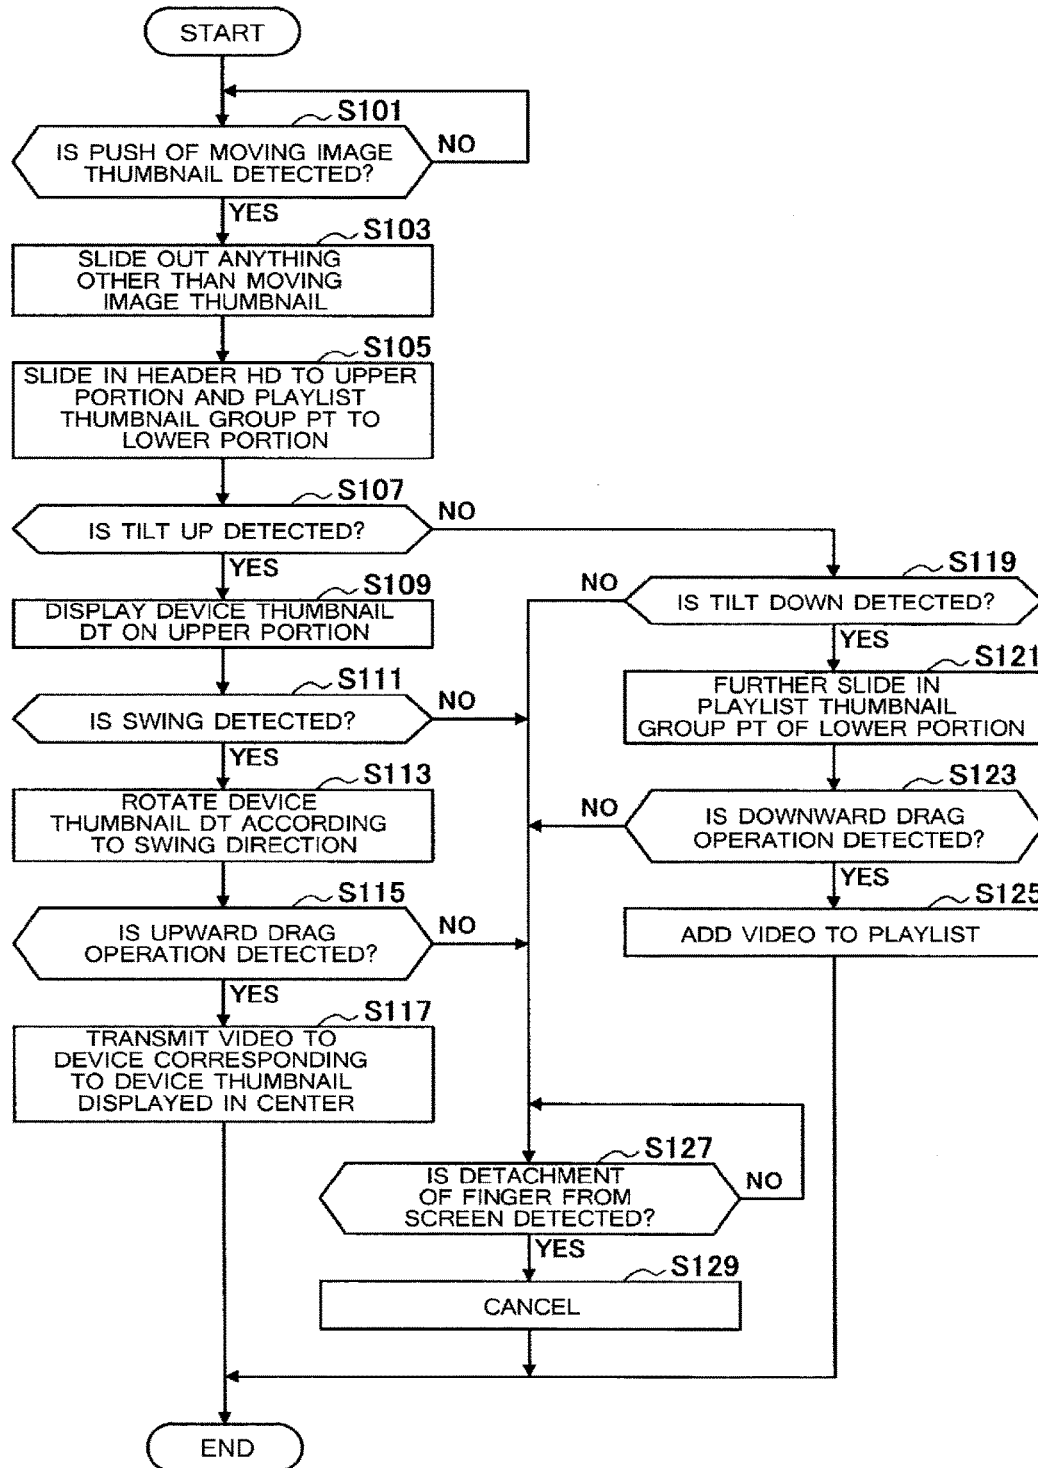 START
S101
IS PUSH OF MOVING IMAGE
THUMBNAIL DETECTED?
NO
YES
S103
SLIDE OUT ANYTHING
OTHER THAN MOVING
IMAGE THUMBNAIL
S105
SLIDE IN HEADER HD TO UPPER
PORTION AND PLAYLIST
THUMBNAIL GROUP PT TO
LOWER PORTION
S107
IS TILT UP DETECTED?
NO
YES
S109
DISPLAY DEVICE THUMBNAIL
DT ON UPPER PORTION
S111
IS SWING DETECTED?
NO
YES
S113
ROTATE DEVICE
THUMBNAIL DT ACCORDING
TO SWING DIRECTION
S115
IS UPWARD DRAG
OPERATION DETECTED?
NO
YES
S117
TRANSMIT VIDEO TO
DEVICE CORRESPONDING
TO DEVICE THUMBNAIL
DISPLAYED IN CENTER
S119
NO
IS TILT DOWN DETECTED?
YES
S121
FURTHER SLIDE IN
PLAYLIST THUMBNAIL
GROUP PT OF LOWER PORTION
S123
NO
IS DOWNWARD DRAG
OPERATION DETECTED?
YES
S125
ADD VIDEO TO PLAYLIST
S127
IS DETACHMENT
OF FINGER FROM
SCREEN DETECTED?
NO
YES
S129
CANCEL
END